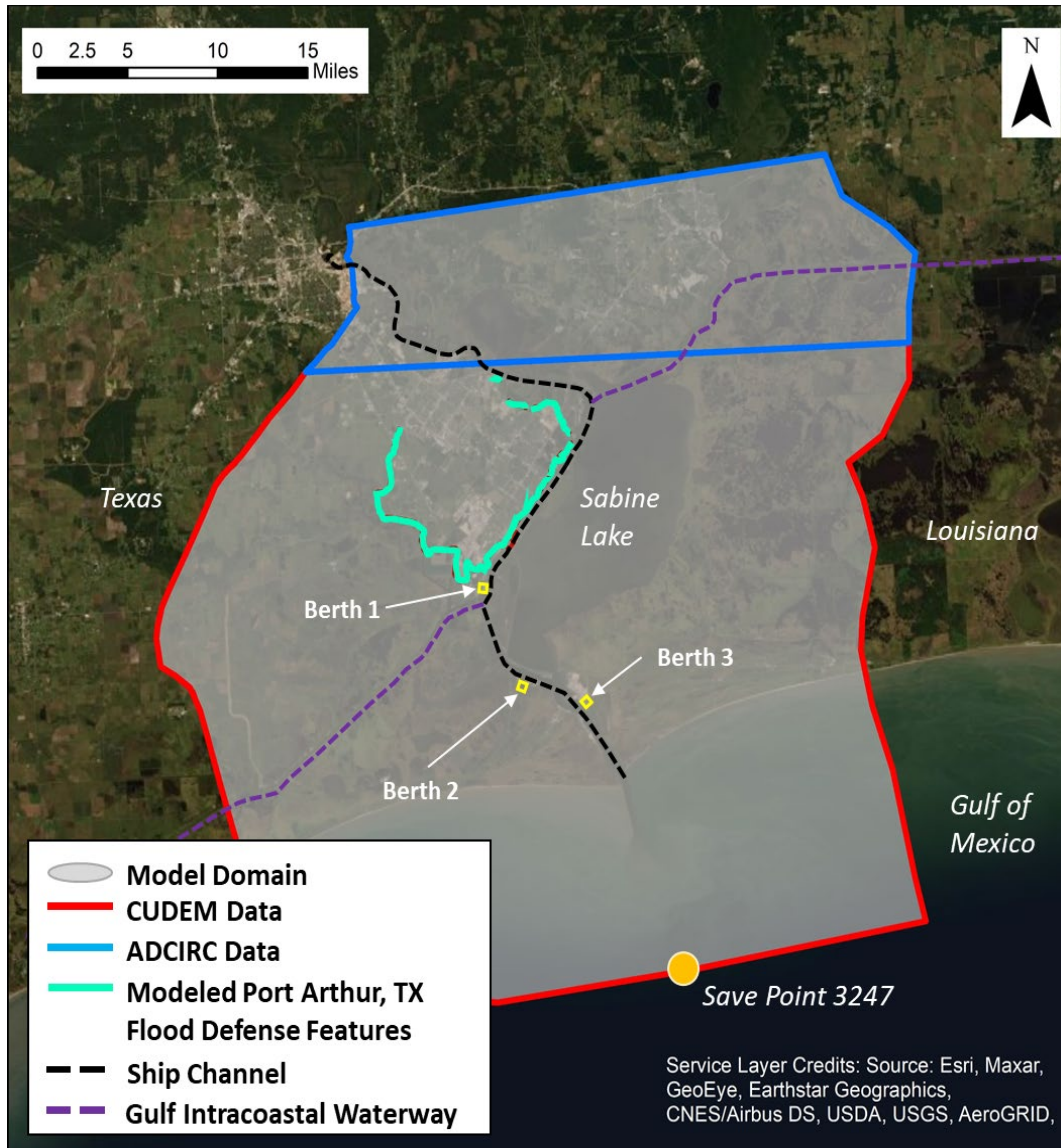 0 2.5 5 10 15
Miles
N
Texas
Sabine
Lake
Louisiana
Berth 1
Berth 3
Berth 2
Gulf of
Mexico
Model Domain
CUDEM Data
ADCIRC Data
Modeled Port Arthur, TX
Flood Defense Features
Ship Channel
Gulf Intracoastal Waterway
Save Point 3247
Service Layer Credits: Source: Esri, Maxar,
GeoEye, Earthstar Geographics,
CNES/Airbus DS, USDA, USGS, AeroGRID,